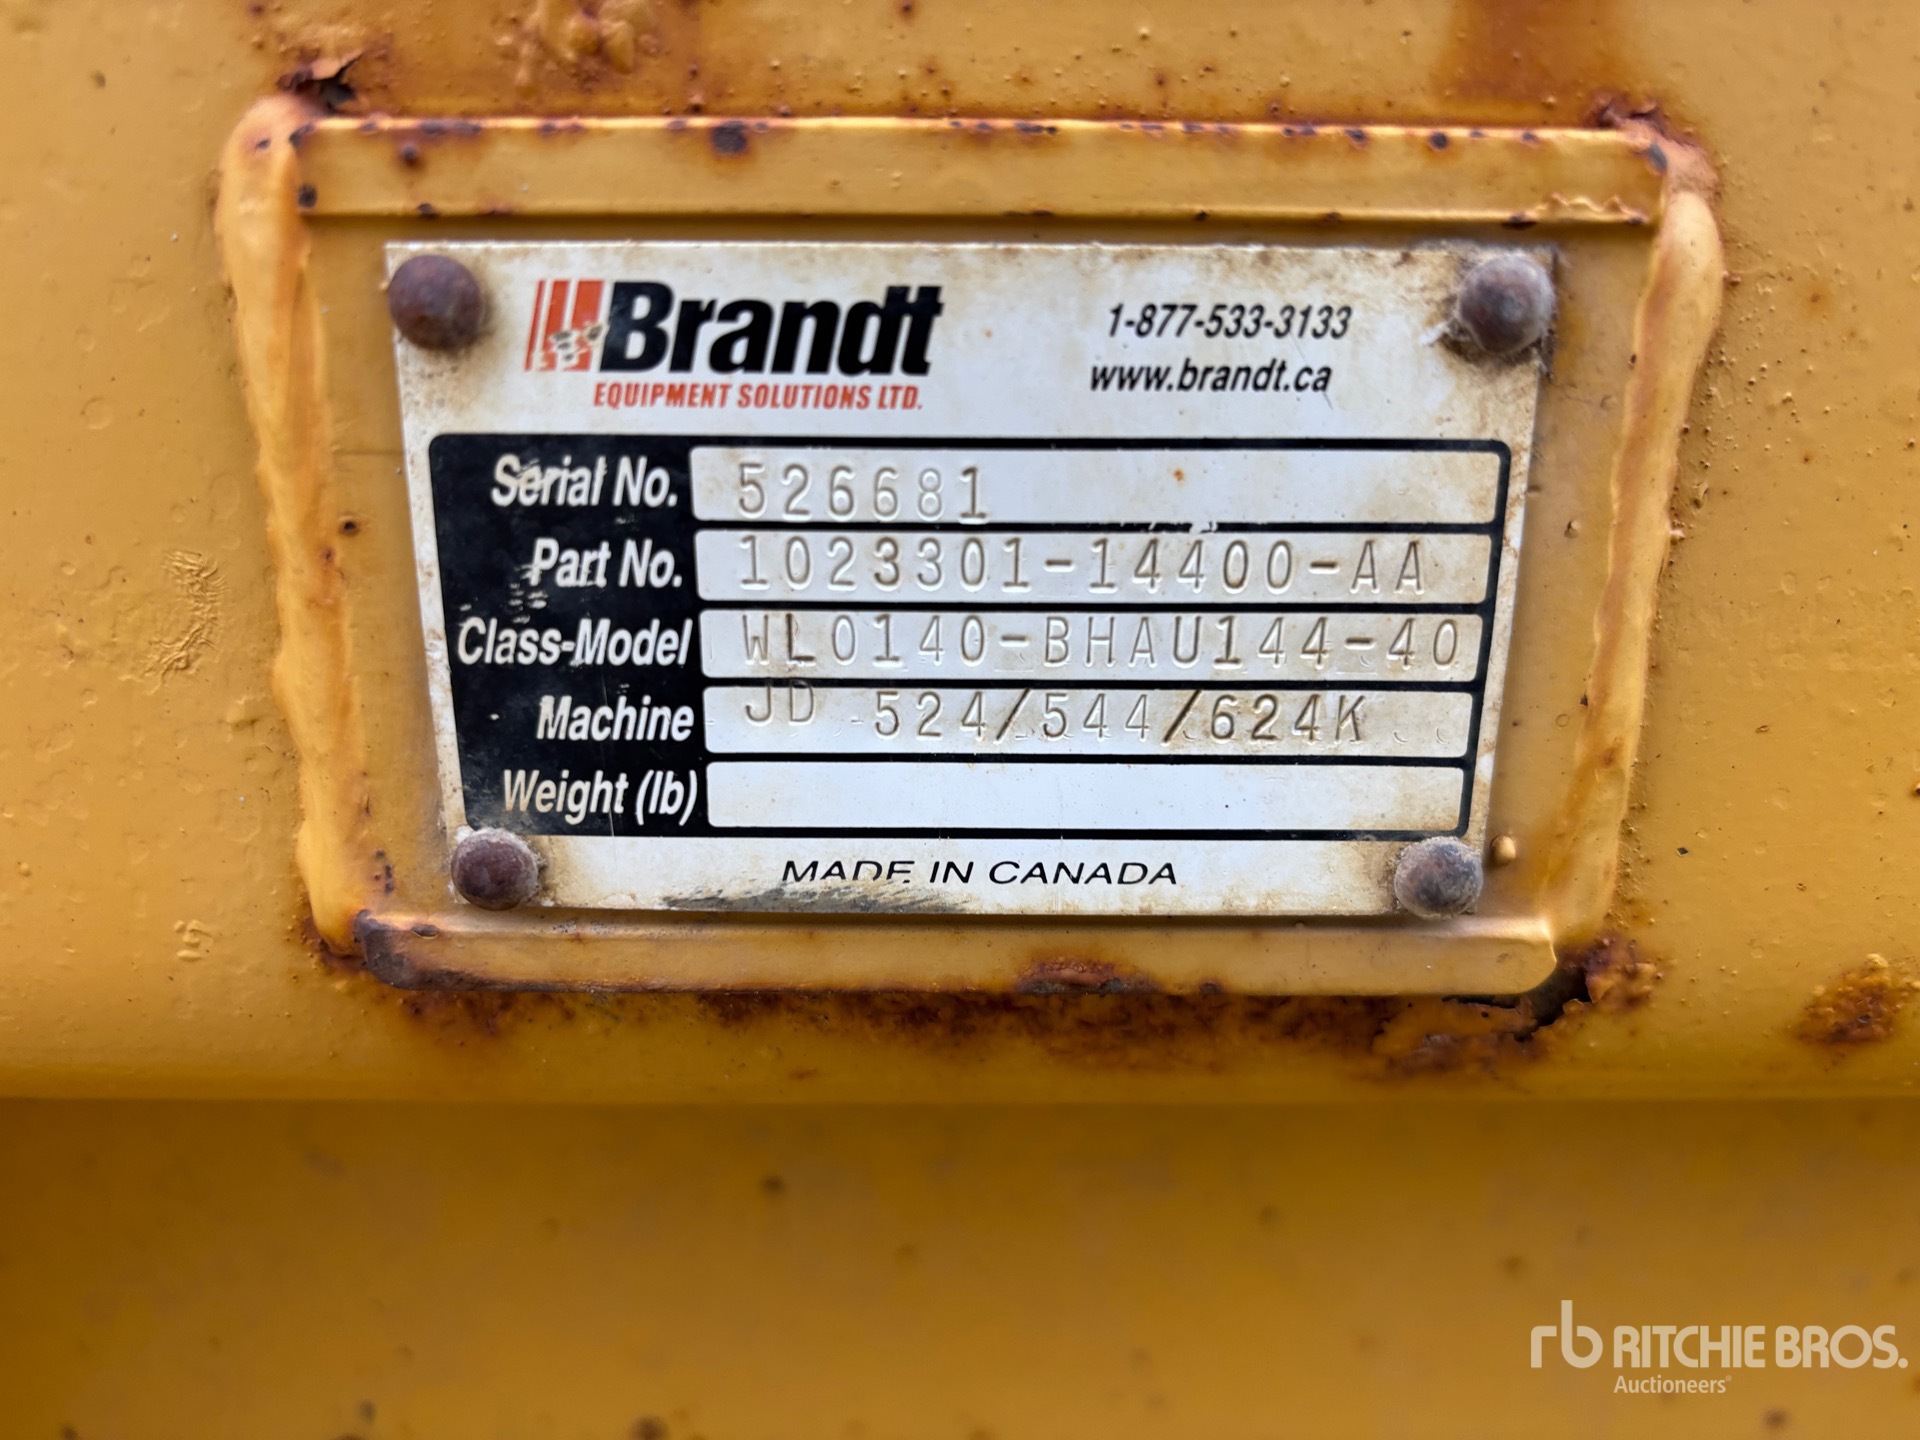 Brandt
EQUIPMENT SOLUTIONS LTD.
1-877-533-3133
www.brandt.ca
Serial No. 526681
Part No. 1023301-14400-AA
Class-Model WL0140-BHAU144-40
Machine JD 524/544/624K
Weight (lb)
MADE IN CANADA
rb RITCHIE BROS.
Auctioneers